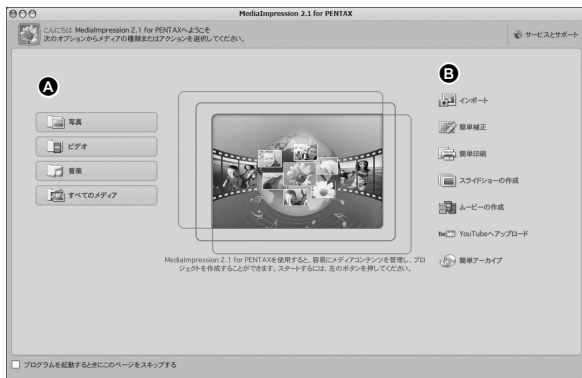 MediaImpression 2.1 for PENTAX
こんにちは MediaImpression 2.1 for PENTAXへようこそ
次のオプションからメディアの種類またはアクションを選択してください。
サービスとサポート
A
B
写真
ビデオ
音楽
すべてのメディア
インポート
簡単補正
簡単印刷
スライドショーの作成
ムービーの作成
You YouTubeへアップロード
簡単アーカイブ
MediaImpression 2.1 for PENTAXを使用すると、容易にメディアコンテンツを管理し、プロ
ジェクトを作成することができます。スタートするには、左のボタンを押してください。
プログラムを起動するときにこのページをスキップする